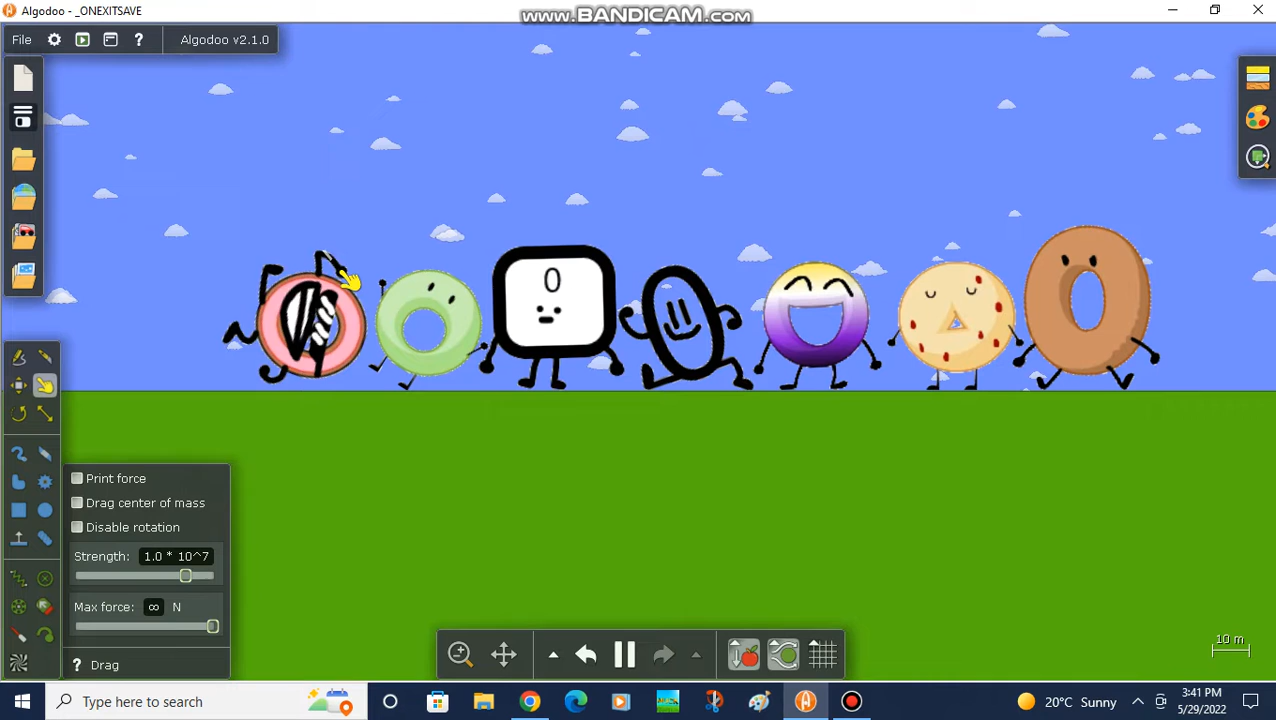 Algodoo - _ONEXITSAVE
www.BANDICAM.com
File
?
Algodoo v2.1.0
0
Print force
Drag center of mass
Disable rotation
Strength: 1.0 * 10^7
Max force: ∞ N
? Drag
10 m
Type here to search
20°C Sunny
3:41 PM
5/29/2022